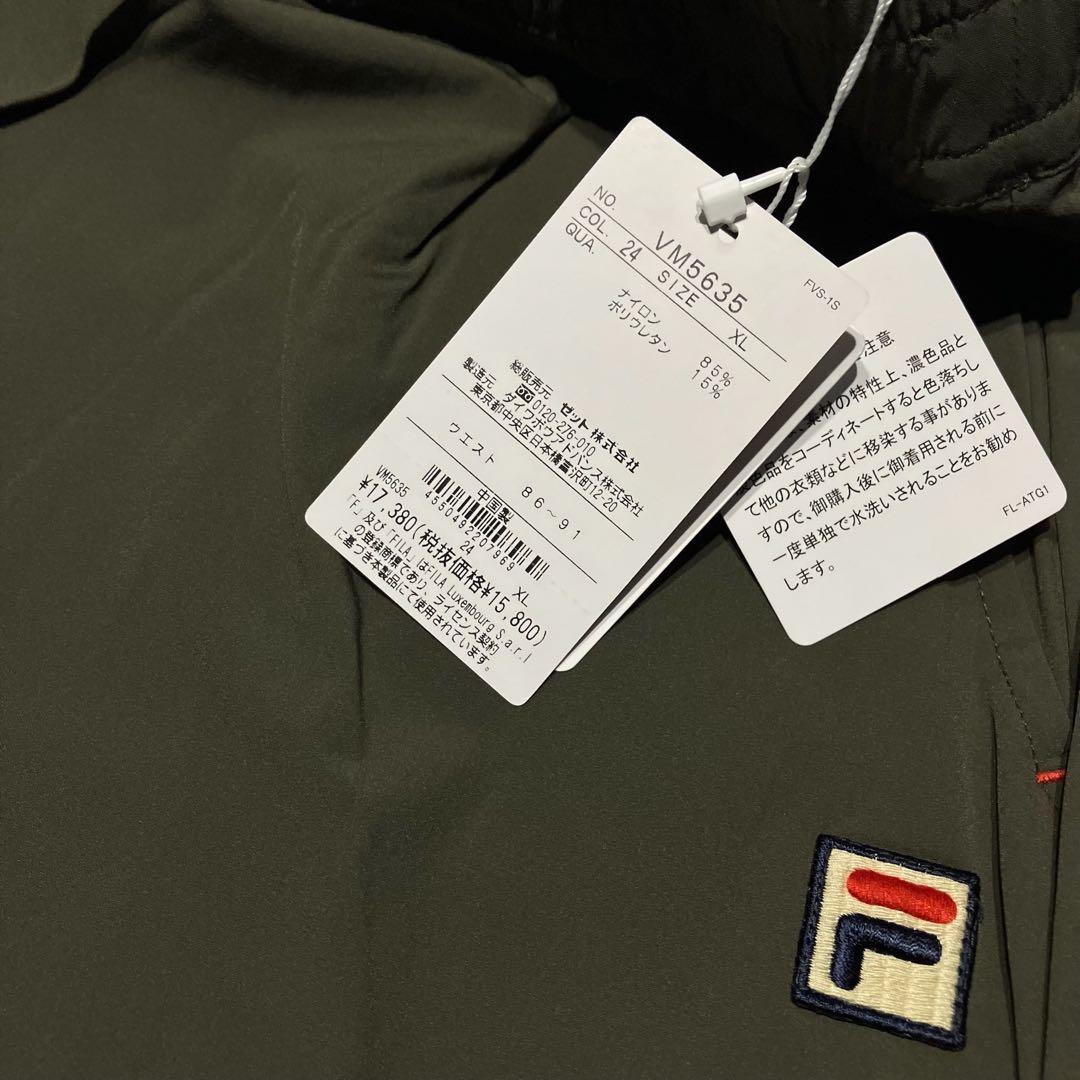 NO. VM5635
COL. 24 SIZE XL
QUA.
FVS-1S
ナイロン 85%
ポリウレタン 15%
総販売元 ゼット株式会社
0120-276-010
製造元 ダイワボウアドバンス株式会社
東京都中央区日本橋富沢町12-20
ウエスト 86~91
中国製
4550492207969
VM5635 24 XL
¥17,380(税抜価格¥15,800)
「F」及び「FILA」はFILA Luxembourg S.a.r.l
の登録商標であり、ライセンス契約
に基づき本製品にて使用されています。
注意
素材の特性上、濃色品と
色品をコーディネートすると色落ちし
て他の衣類などに移染する事がありま
すので、御購入後に御着用される前に
一度単独で水洗いされることをお勧め
します。
FL-ATG1